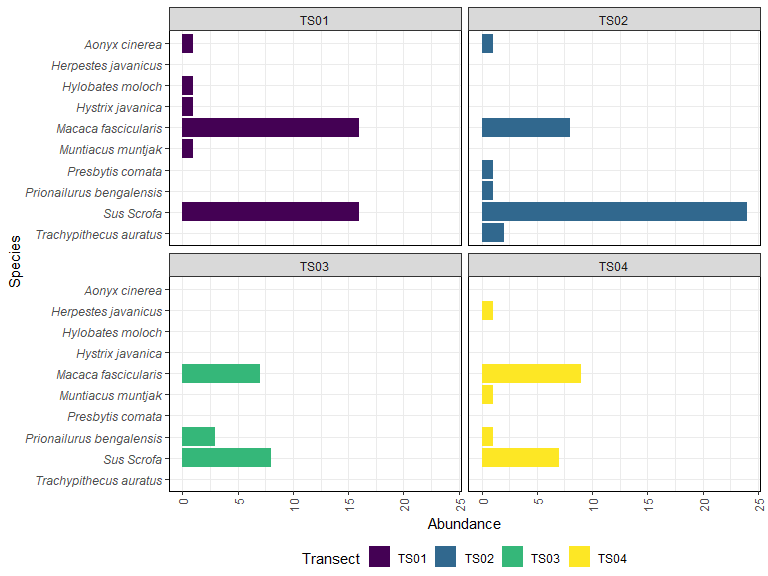 TS01
TS02
Aonyx cinerea
Herpestes javanicus
Hylobates moloch
Hystrix javanica
Macaca fascicularis
Muntiacus muntjak
Presbytis comata
Prionailurus bengalensis
Sus Scrofa
Trachypithecus auratus
Species
TS03
TS04
Aonyx cinerea
Herpestes javanicus
Hylobates moloch
Hystrix javanica
Macaca fascicularis
Muntiacus muntjak
Presbytis comata
Prionailurus bengalensis
Sus Scrofa
Trachypithecus auratus
0 5 10 15 20 25
0 5 10 15 20 25
Abundance
Transect TS01 TS02 TS03 TS04